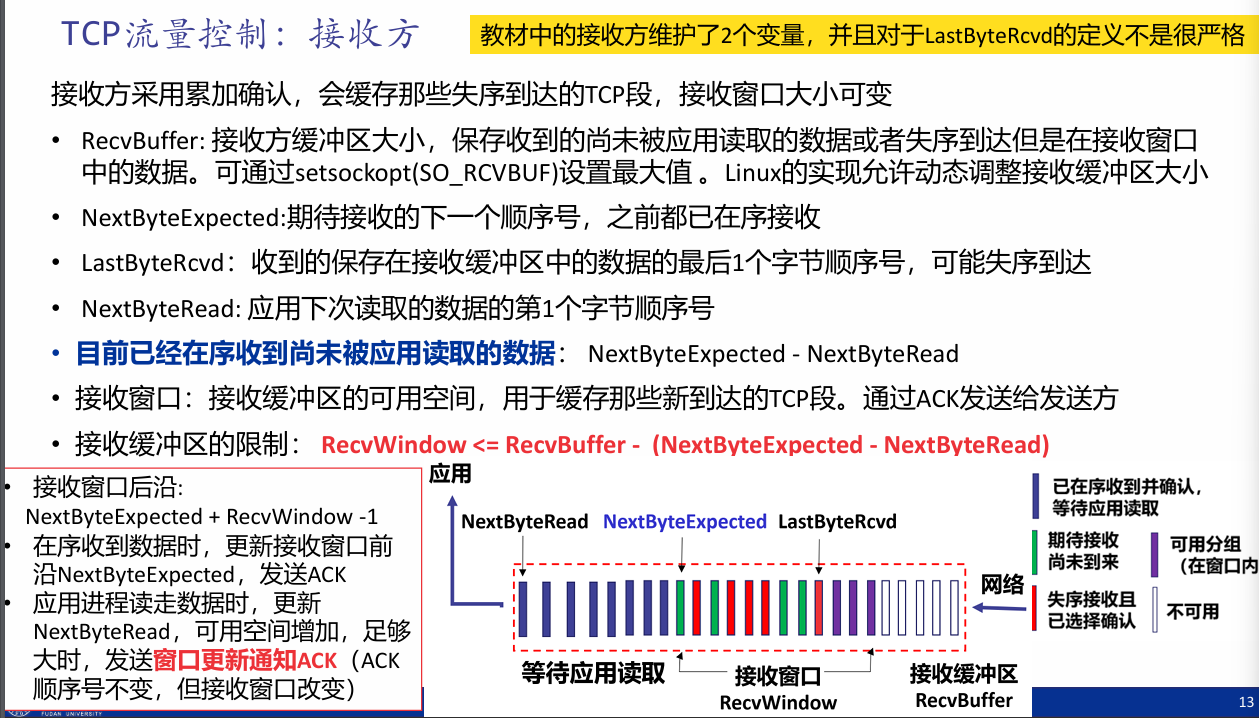 TCP流量控制：接收方
教材中的接收方维护了2个变量，并且对于LastByteRcvd的定义不是很严格
接收方采用累加确认，会缓存那些失序到达的TCP段，接收窗口大小可变
• RecvBuffer: 接收方缓冲区大小，保存收到的尚未被应用读取的数据或者失序到达但是在接收窗口
中的数据。可通过setsockopt(SO_RCVBUF)设置最大值 。Linux的实现允许动态调整接收缓冲区大小
• NextByteExpected:期待接收的下一个顺序号，之前都已在序接收
• LastByteRcvd：收到的保存在接收缓冲区中的数据的最后1个字节顺序号，可能失序到达
• NextByteRead: 应用下次读取的数据的第1个字节顺序号
• 目前已经在序收到尚未被应用读取的数据： NextByteExpected - NextByteRead
• 接收窗口：接收缓冲区的可用空间，用于缓存那些新到达的TCP段。通过ACK发送给发送方
• 接收缓冲区的限制： RecvWindow <= RecvBuffer - (NextByteExpected - NextByteRead)
• 接收窗口后沿:
NextByteExpected + RecvWindow -1
• 在序收到数据时，更新接收窗口前
沿NextByteExpected，发送ACK
• 应用进程读走数据时，更新
NextByteRead，可用空间增加，足够
大时，发送窗口更新通知ACK（ACK
顺序号不变，但接收窗口改变）
应用
NextByteRead NextByteExpected LastByteRcvd
网络
等待应用读取
接收窗口
RecvWindow
接收缓冲区
RecvBuffer
已在序收到并确认，
等待应用读取
期待接收
尚未到来
可用分组
（在窗口内
失序接收且
已选择确认
不可用
FUDAN UNIVERSITY
13